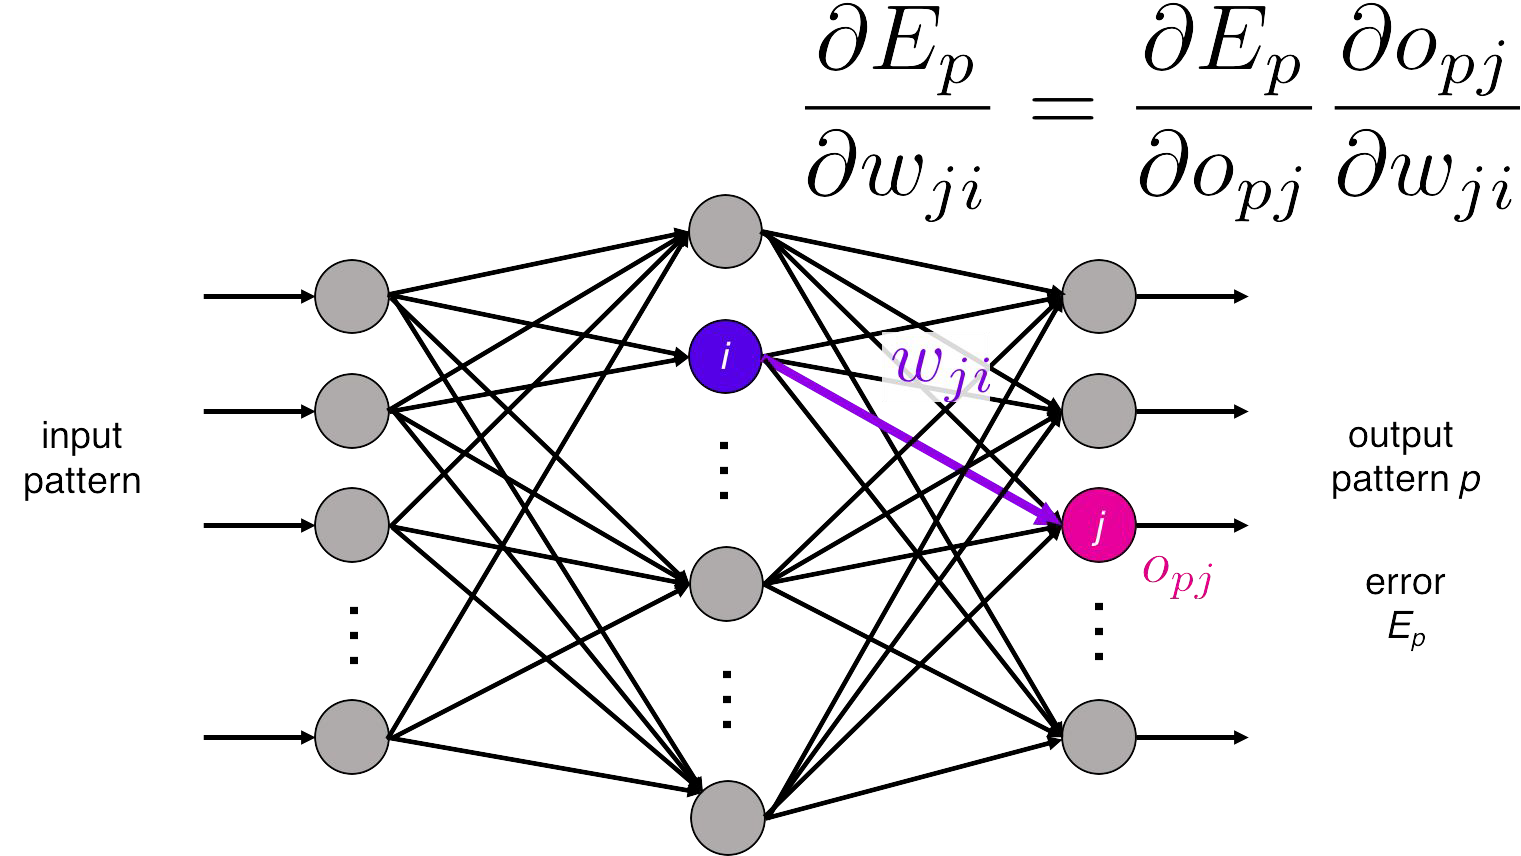 ∂E_p/∂w_ji = ∂E_p/∂o_pj ∂o_pj/∂w_ji
i
w_ji
input
pattern
output
pattern p
j
o_pj
error
E_p